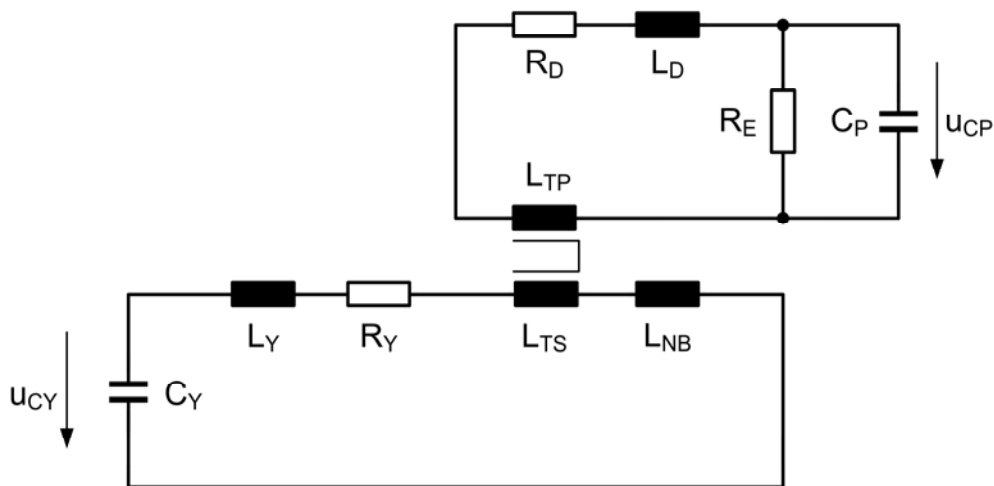 R_D L_D
R_E C_P u_CP
L_TP
L_Y R_Y L_TS L_NB
u_CY C_Y